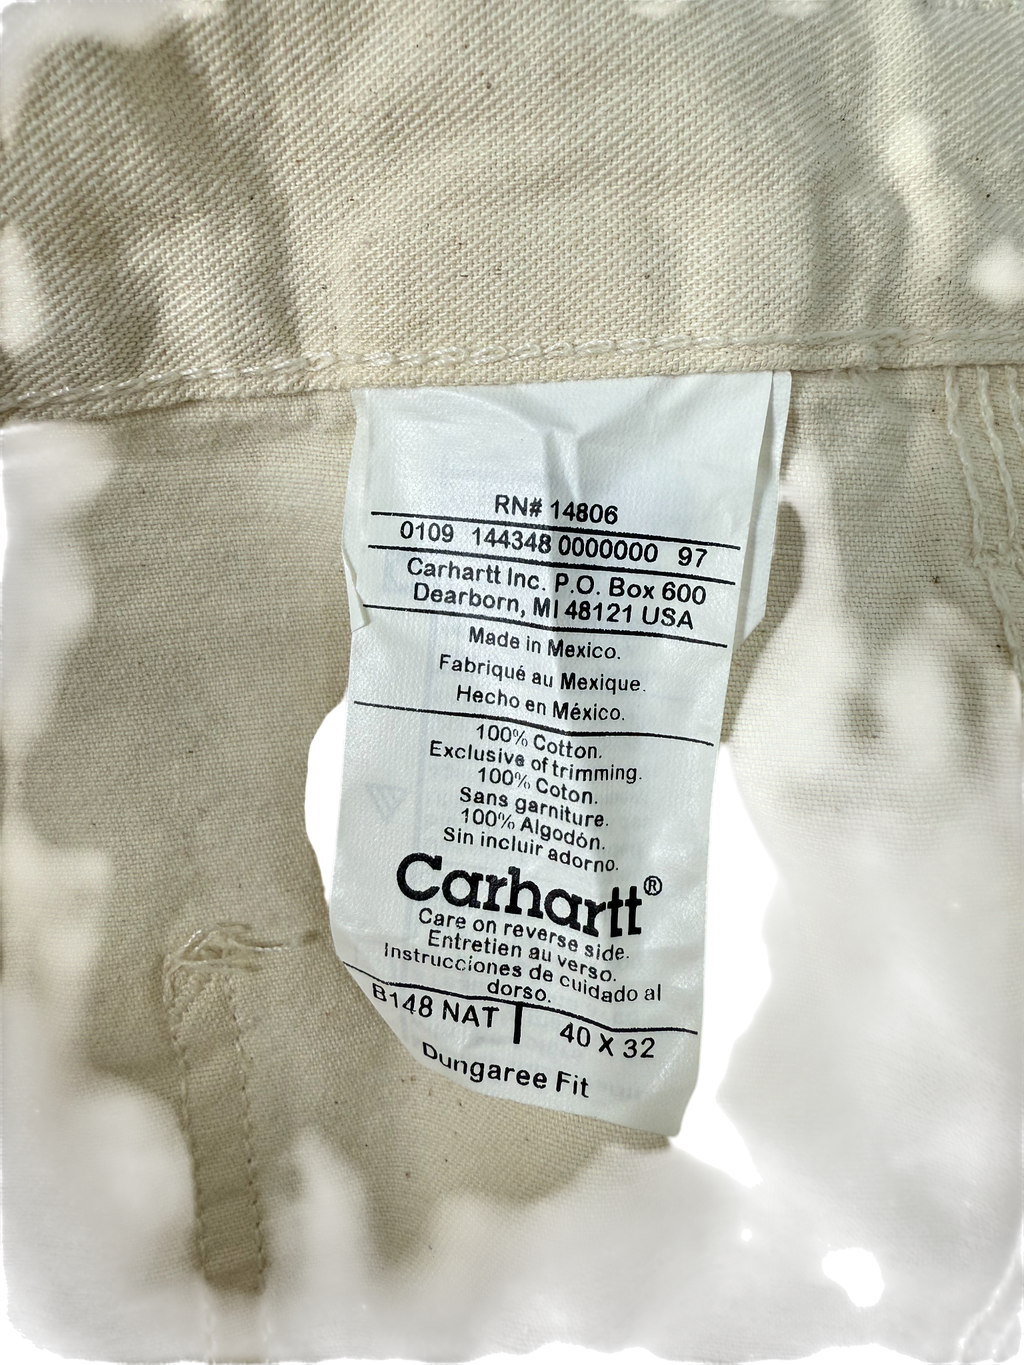 RN# 14806
0109 144348 0000000 97
Carhartt Inc. P.O. Box 600
Dearborn, MI 48121 USA
Made in Mexico.
Fabriqué au Mexique.
Hecho en México.
100% Cotton.
Exclusive of trimming.
100% Coton.
Sans garniture.
100% Algodón.
Sin incluir adorno.
Carhartt®
Care on reverse side.
Entretien au verso.
Instrucciones de cuidado al
dorso.
B148 NAT | 40 X 32
Dungaree Fit